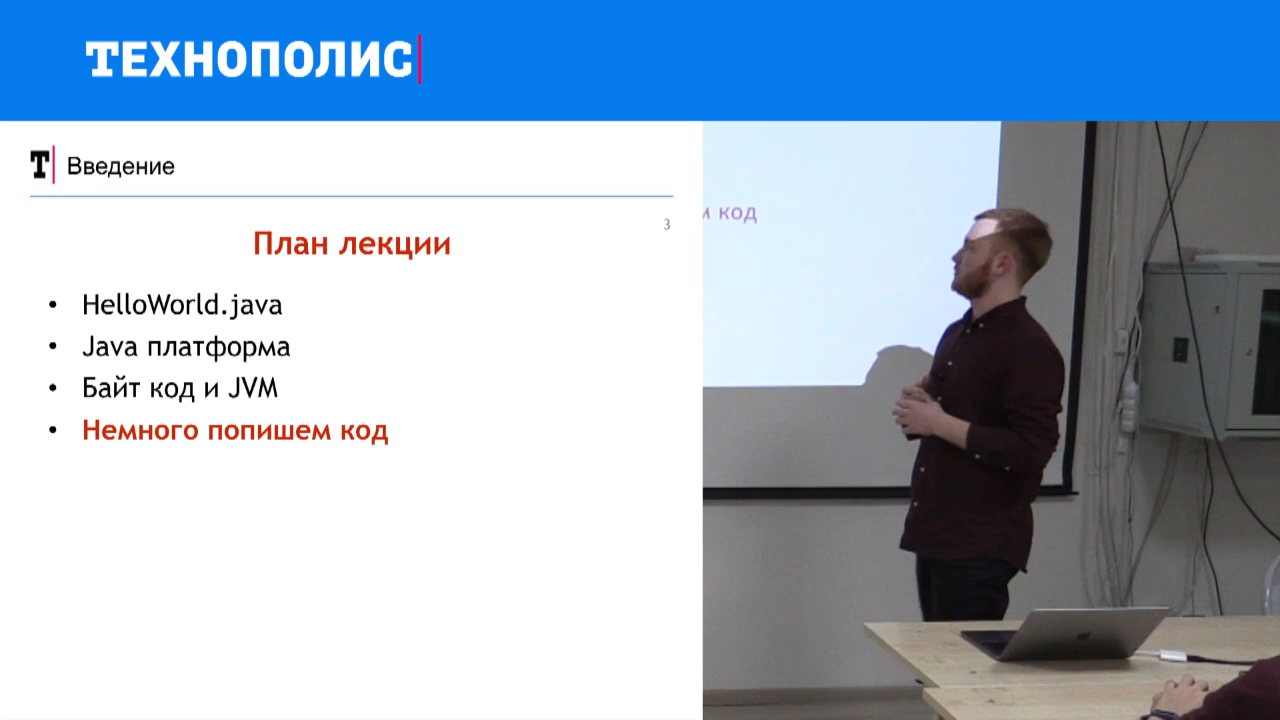 ТЕХНОПОЛИС
Т Введение
3
План лекции
• HelloWorld.java
• Java платформа
• Байт код и JVM
• Немного попишем код
м код